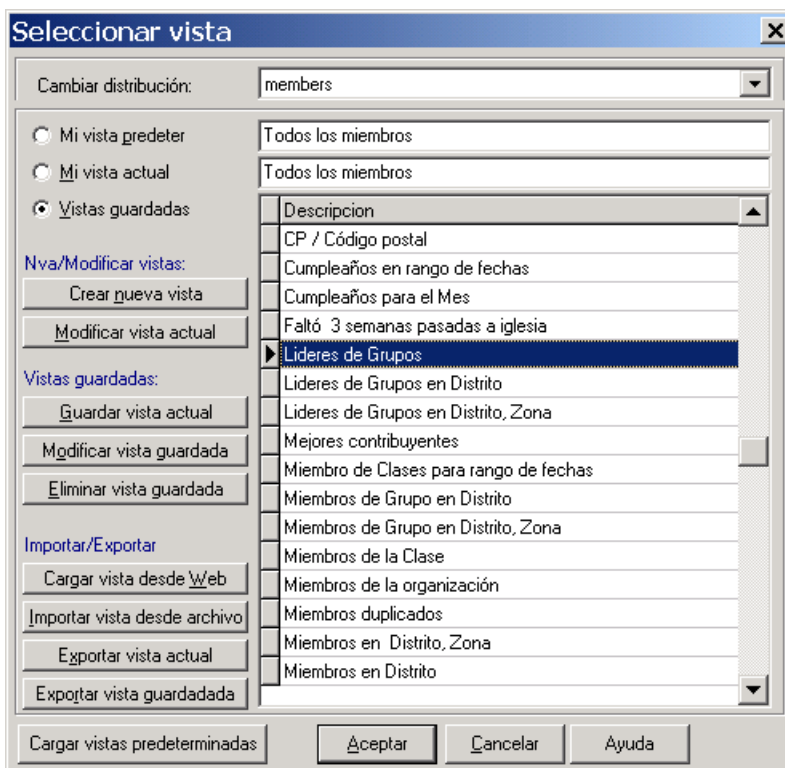 Seleccionar vista
Cambiar distribución:
members
Mi vista predeter
Todos los miembros
Mi vista actual
Todos los miembros
Vistas guardadas
Descripcion
CP / Código postal
Cumpleaños en rango de fechas
Cumpleaños para el Mes
Faltó 3 semanas pasadas a iglesia
Lideres de Grupos
Lideres de Grupos en Distrito
Lideres de Grupos en Distrito, Zona
Mejores contribuyentes
Miembro de Clases para rango de fechas
Miembros de Grupo en Distrito
Miembros de Grupo en Distrito, Zona
Miembros de la Clase
Miembros de la organización
Miembros duplicados
Miembros en Distrito, Zona
Miembros en Distrito
Nva/Modificar vistas:
Crear nueva vista
Modificar vista actual
Vistas guardadas:
Guardar vista actual
Modificar vista guardada
Eliminar vista guardada
Importar/Exportar
Cargar vista desde Web
Importar vista desde archivo
Exportar vista actual
Exportar vista guardadada
Cargar vistas predeterminadas
Aceptar
Cancelar
Ayuda